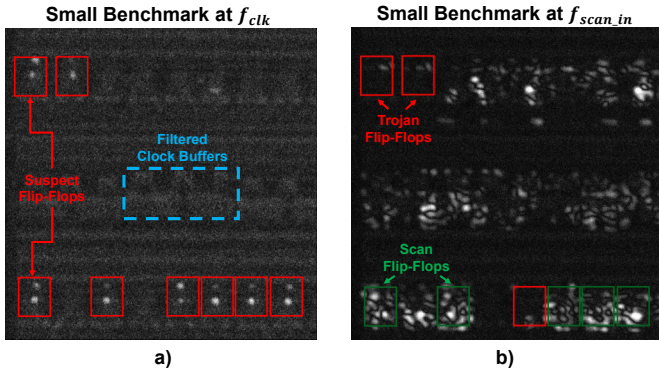 Small Benchmark at f_clk
Small Benchmark at f_scan_in
Filtered
Clock Buffers
Suspect
Flip-Flops
Trojan
Flip-Flops
Scan
Flip-Flops
a)
b)